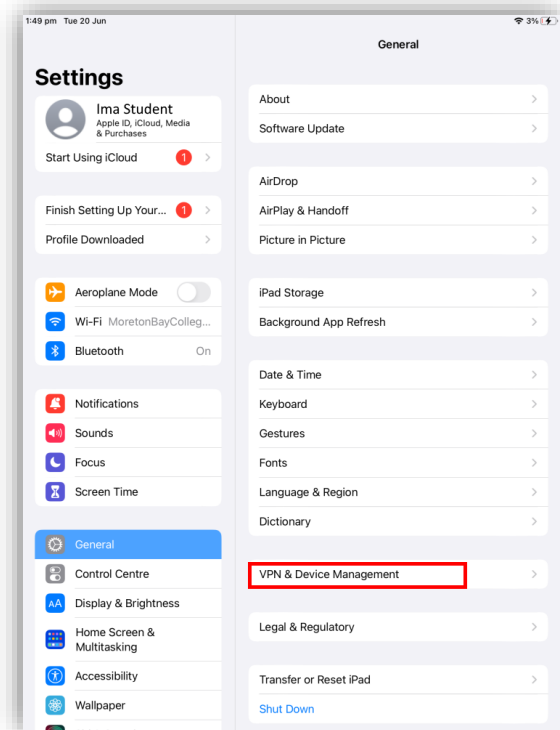 1:49 pm Tue 20 Jun
3%
Settings
Ima Student
Apple ID, iCloud, Media
& Purchases
Start Using iCloud 1
Finish Setting Up Your... 1
Profile Downloaded
Aeroplane Mode
Wi-Fi MoretonBayColleg...
Bluetooth On
Notifications
Sounds
Focus
Screen Time
General
Control Centre
AA Display & Brightness
Home Screen &
Multitasking
Accessibility
Wallpaper
General
About
Software Update
AirDrop
AirPlay & Handoff
Picture in Picture
iPad Storage
Background App Refresh
Date & Time
Keyboard
Gestures
Fonts
Language & Region
Dictionary
VPN & Device Management
Legal & Regulatory
Transfer or Reset iPad
Shut Down